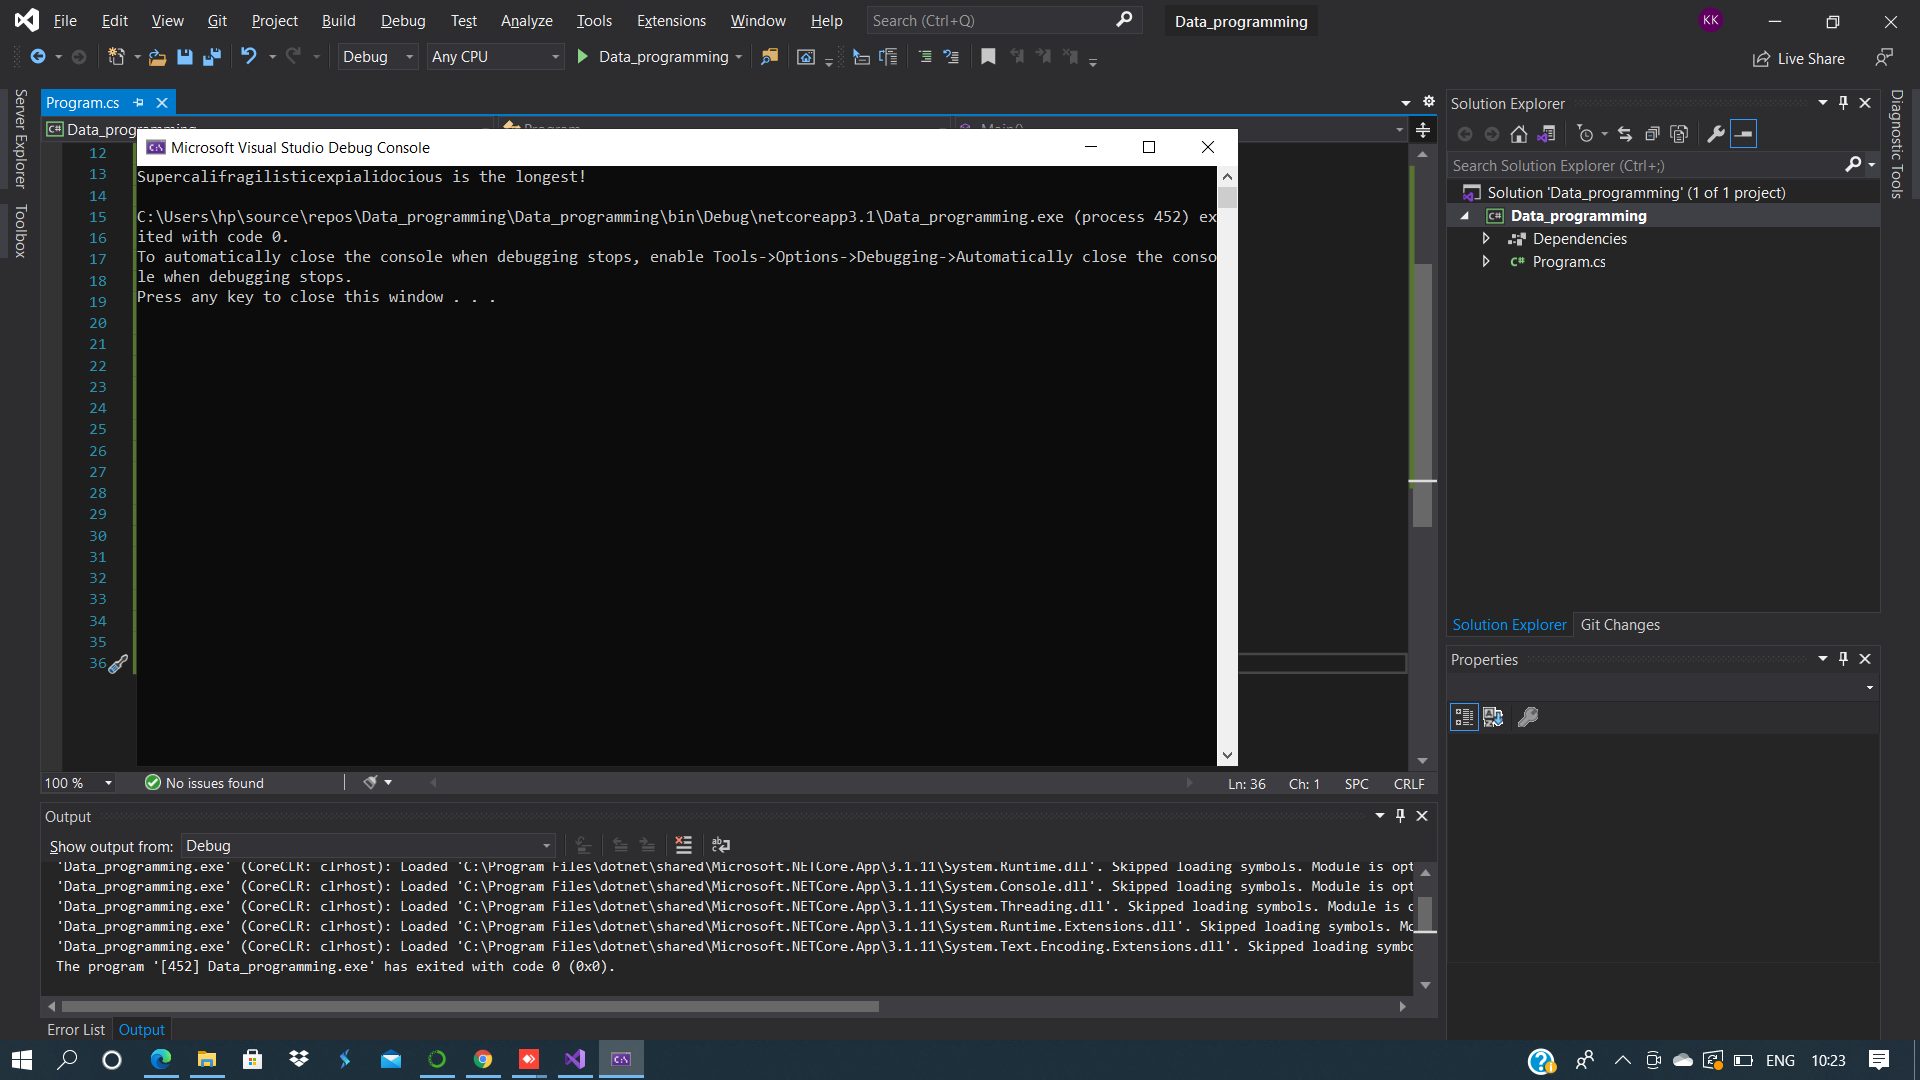 File Edit View Git Project Build Debug Test Analyze Tools Extensions Window Help Search (Ctrl+Q) Data_programming KK
Debug Any CPU Data_programming Live Share
Server Explorer
Toolbox
Program.cs
Data_programming Program Main()
Microsoft Visual Studio Debug Console
Supercalifragilisticexpialidocious is the longest!
C:\Users\hp\source\repos\Data_programming\Data_programming\bin\Debug\netcoreapp3.1\Data_programming.exe (process 452) ex
ited with code 0.
To automatically close the console when debugging stops, enable Tools->Options->Debugging->Automatically close the conso
le when debugging stops.
Press any key to close this window . . .
12
13
14
15
16
17
18
19
20
21
22
23
24
25
26
27
28
29
30
31
32
33
34
35
36
100 % No issues found Ln: 36 Ch: 1 SPC CRLF
Output
Show output from: Debug
'Data_programming.exe' (CoreCLR: clrhost): Loaded 'C:\Program Files\dotnet\shared\Microsoft.NETCore.App\3.1.11\System.Runtime.dll'. Skipped loading symbols. Module is opt
'Data_programming.exe' (CoreCLR: clrhost): Loaded 'C:\Program Files\dotnet\shared\Microsoft.NETCore.App\3.1.11\System.Console.dll'. Skipped loading symbols. Module is opt
'Data_programming.exe' (CoreCLR: clrhost): Loaded 'C:\Program Files\dotnet\shared\Microsoft.NETCore.App\3.1.11\System.Threading.dll'. Skipped loading symbols. Module is
'Data_programming.exe' (CoreCLR: clrhost): Loaded 'C:\Program Files\dotnet\shared\Microsoft.NETCore.App\3.1.11\System.Runtime.Extensions.dll'. Skipped loading symbols.
'Data_programming.exe' (CoreCLR: clrhost): Loaded 'C:\Program Files\dotnet\shared\Microsoft.NETCore.App\3.1.11\System.Text.Encoding.Extensions.dll'. Skipped loading symbo
The program '[452] Data_programming.exe' has exited with code 0 (0x0).
Error List Output
Solution Explorer
Search Solution Explorer (Ctrl+;)
Solution 'Data_programming' (1 of 1 project)
Data_programming
Dependencies
Program.cs
Solution Explorer Git Changes
Properties
Diagnostic Tools
ENG 10:23